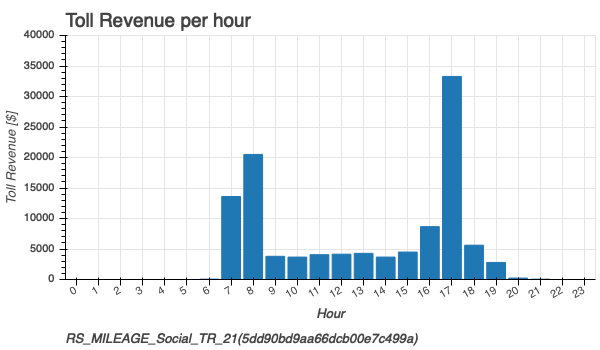 Toll Revenue per hour
40000
35000
30000
25000
20000
15000
10000
5000
0
Toll Revenue [$]
0 1 2 3 4 5 6 7 8 9 10 11 12 13 14 15 16 17 18 19 20 21 22 23
Hour
RS_MILEAGE_Social_TR_21(5dd90bd9aa66dcb00e7c499a)